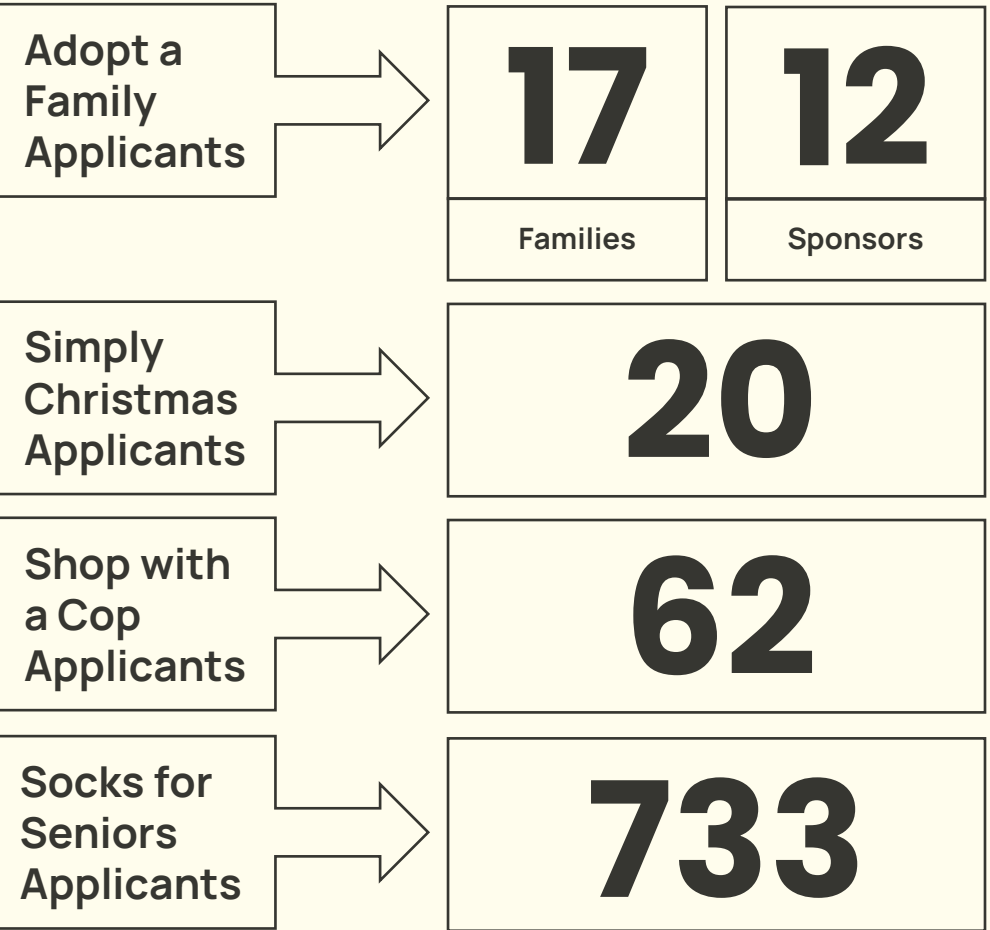 Adopt a
Family
Applicants
17
12
Families
Sponsors
Simply
Christmas
Applicants
20
Shop with
a Cop
Applicants
62
Socks for
Seniors
Applicants
733